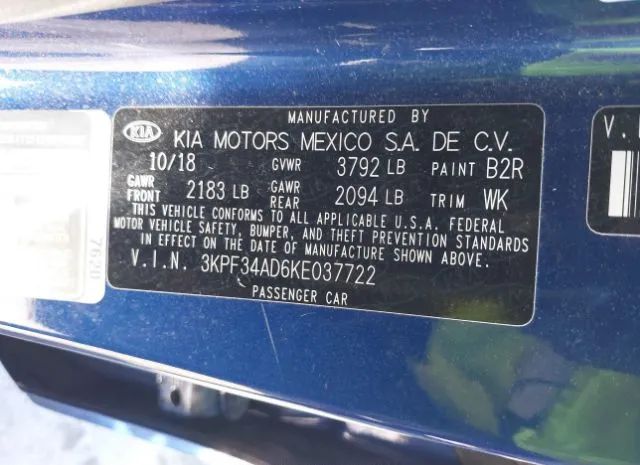 MANUFACTURED BY
KIA KIA MOTORS MEXICO S.A. DE C.V.
10/18 GVWR 3792 LB PAINT B2R
GAWR FRONT 2183 LB GAWR REAR 2094 LB TRIM WK
THIS VEHICLE CONFORMS TO ALL APPLICABLE U.S.A. FEDERAL
MOTOR VEHICLE SAFETY, BUMPER, AND THEFT PREVENTION STANDARDS
IN EFFECT ON THE DATE OF MANUFACTURE SHOWN ABOVE.
V.I.N. 3KPF34AD6KE037722
PASSENGER CAR
7620
V.